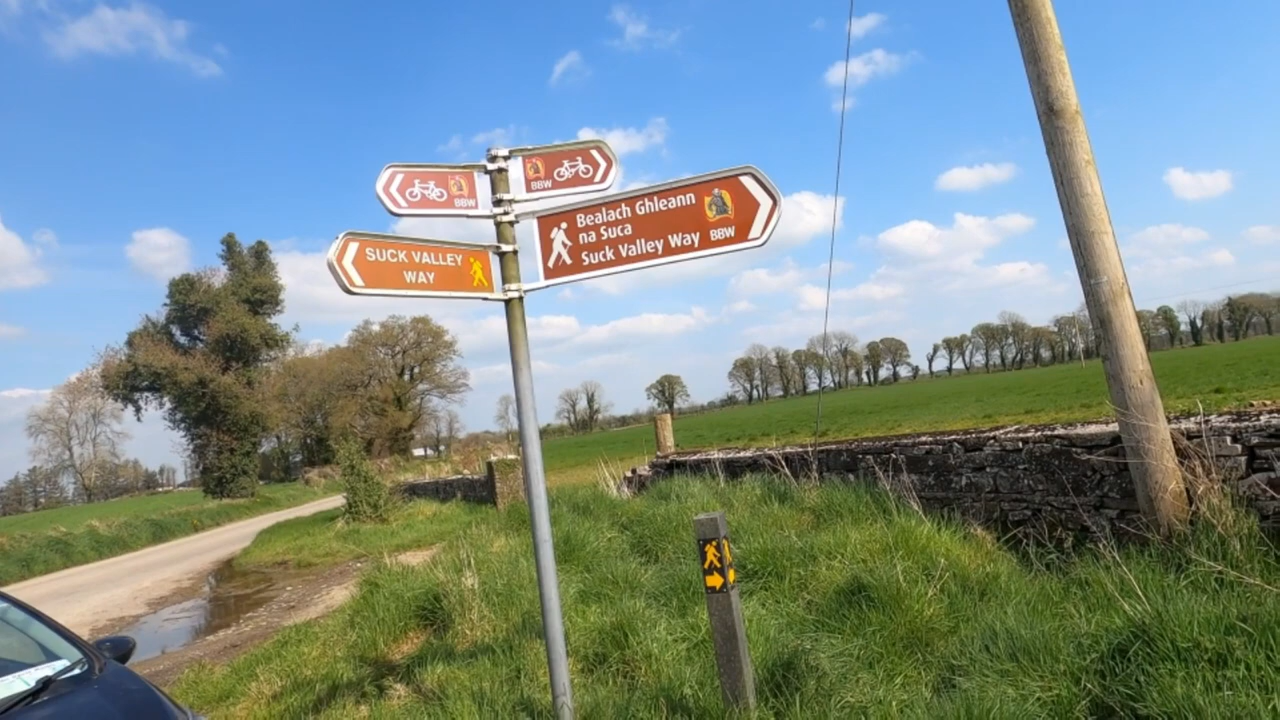 BBW
BBW
SUCK VALLEY
WAY
Bealach Ghleann
na Suca
Suck Valley Way
BBW